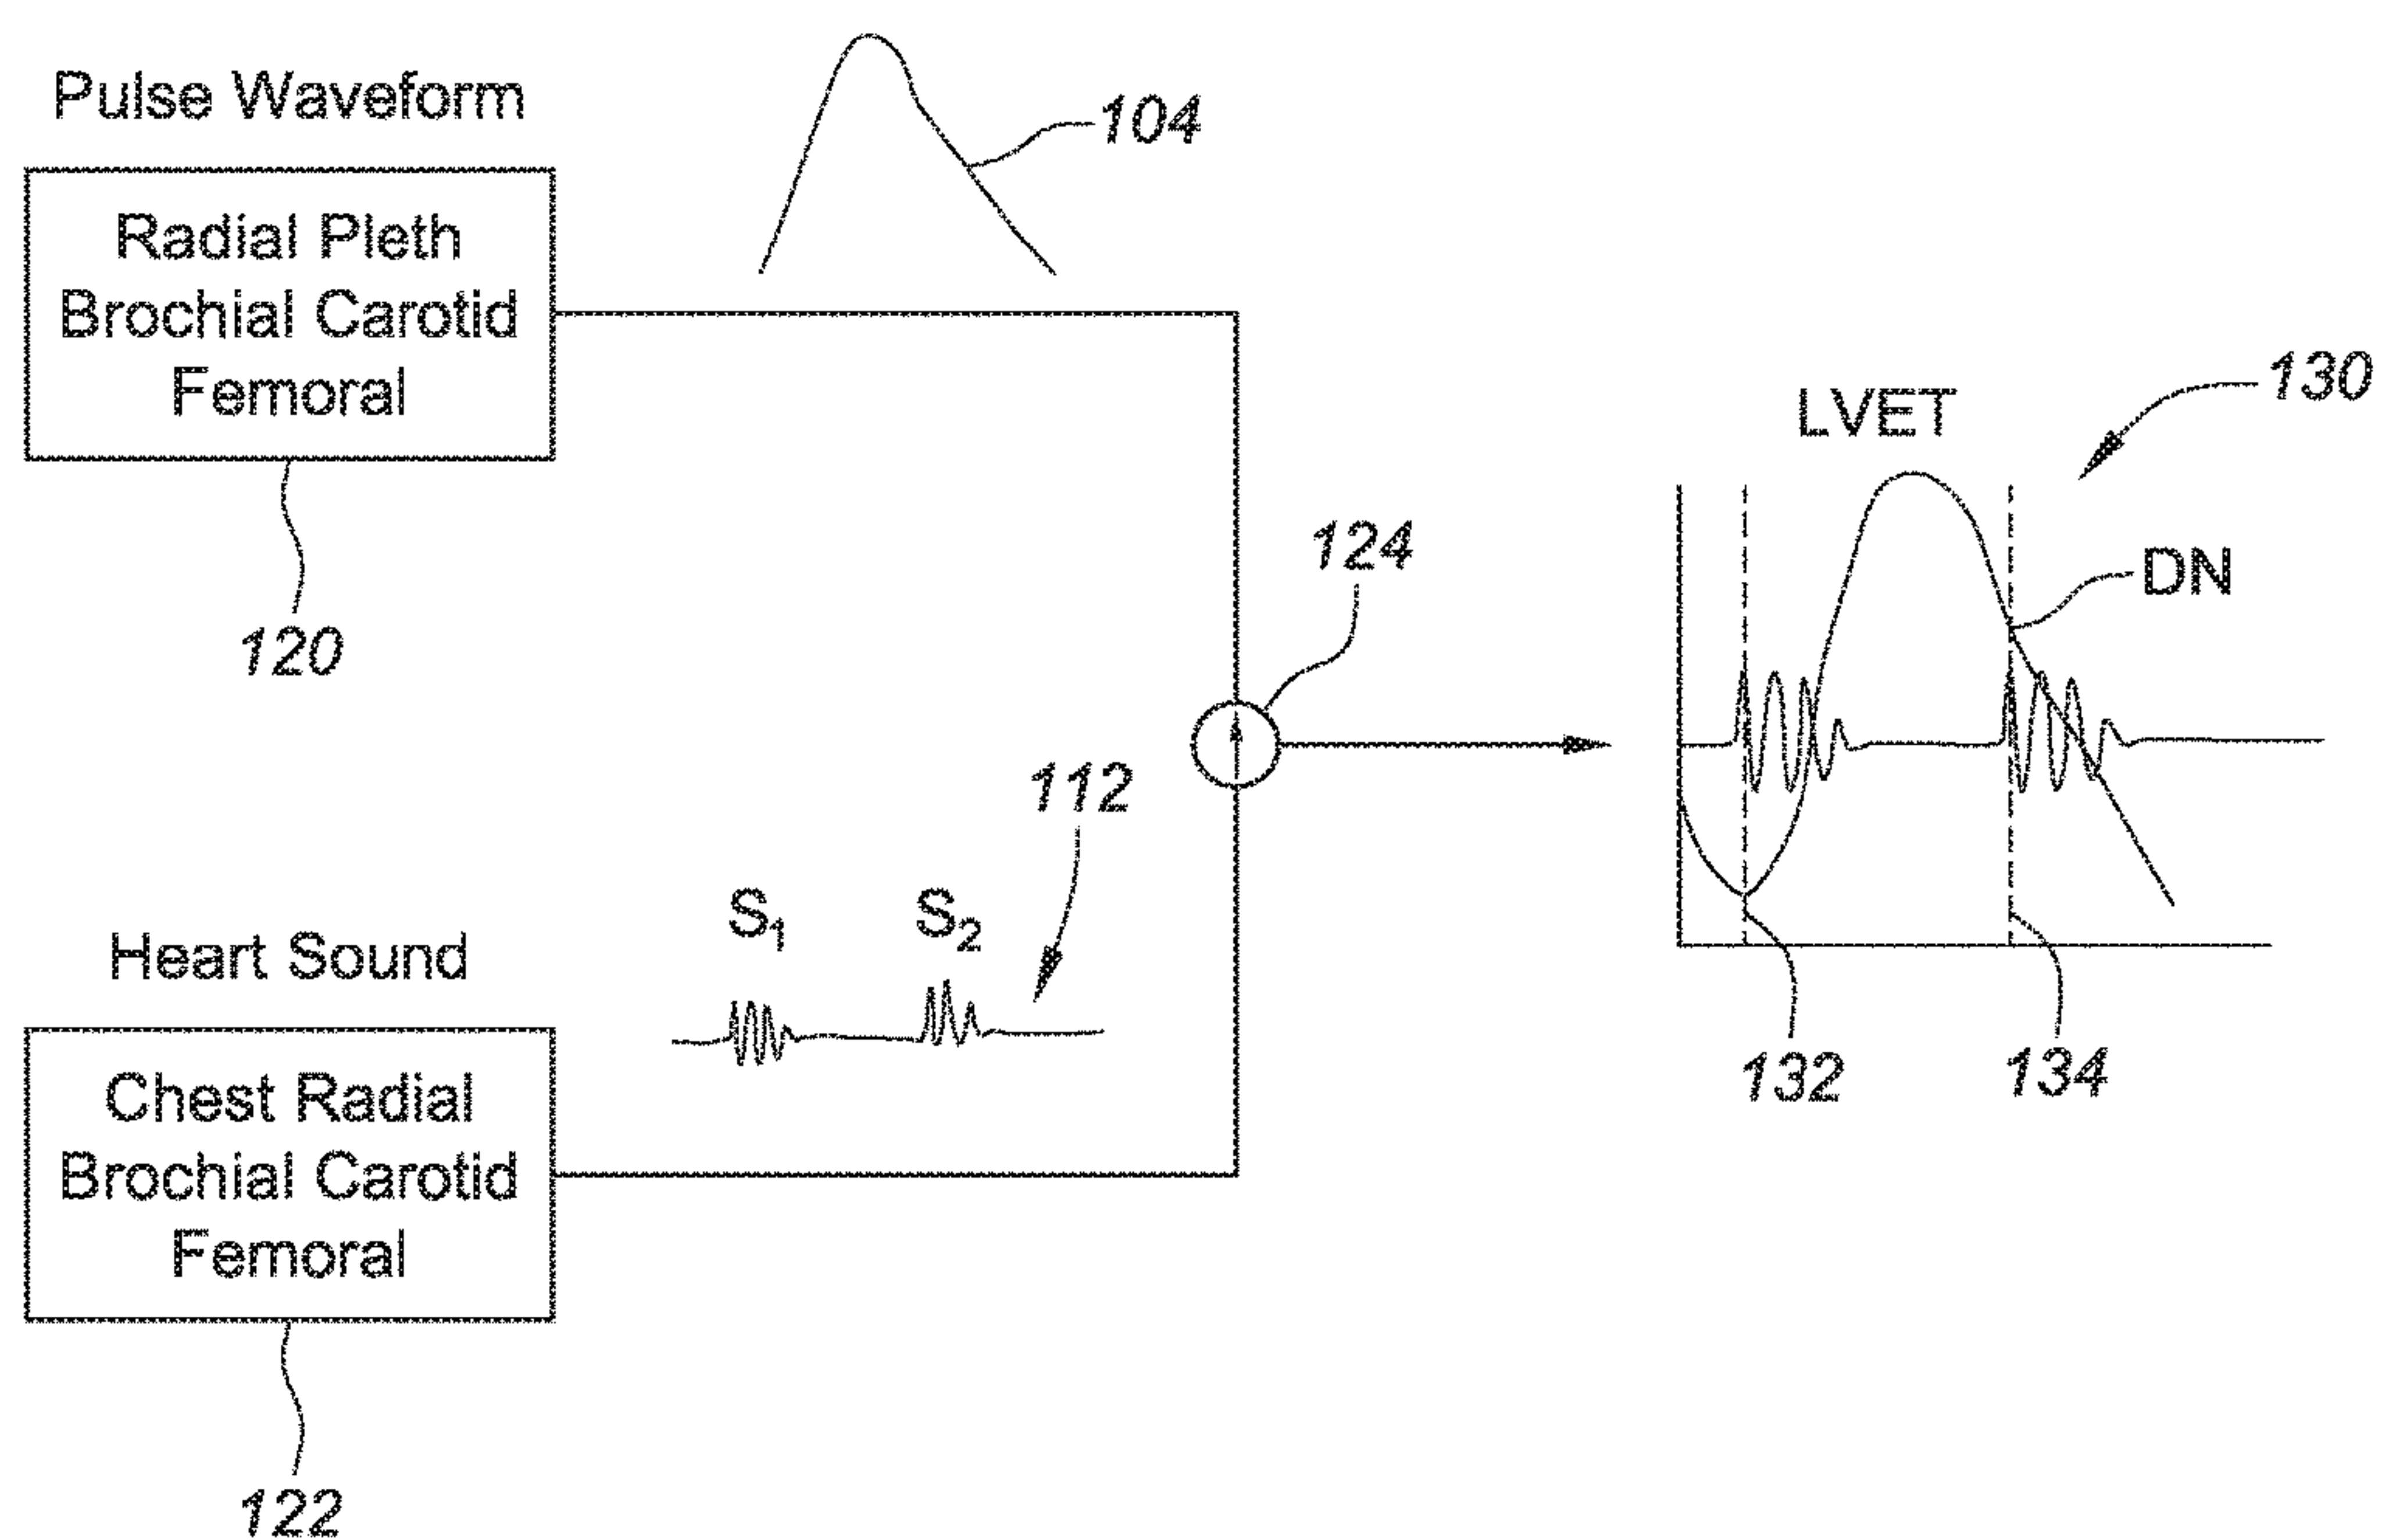 Pulse Waveform
Radial Pleth
Brochial Carotid
Femoral
120
104
Heart Sound
Chest Radial
Brochial Carotid
Femoral
122
S₁ S₂
112
124
LVET
130
DN
132
134